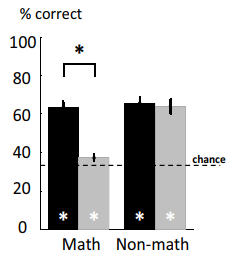 % correct
100
*
80
60
40
chance
20
* * * *
0
Math Non-math